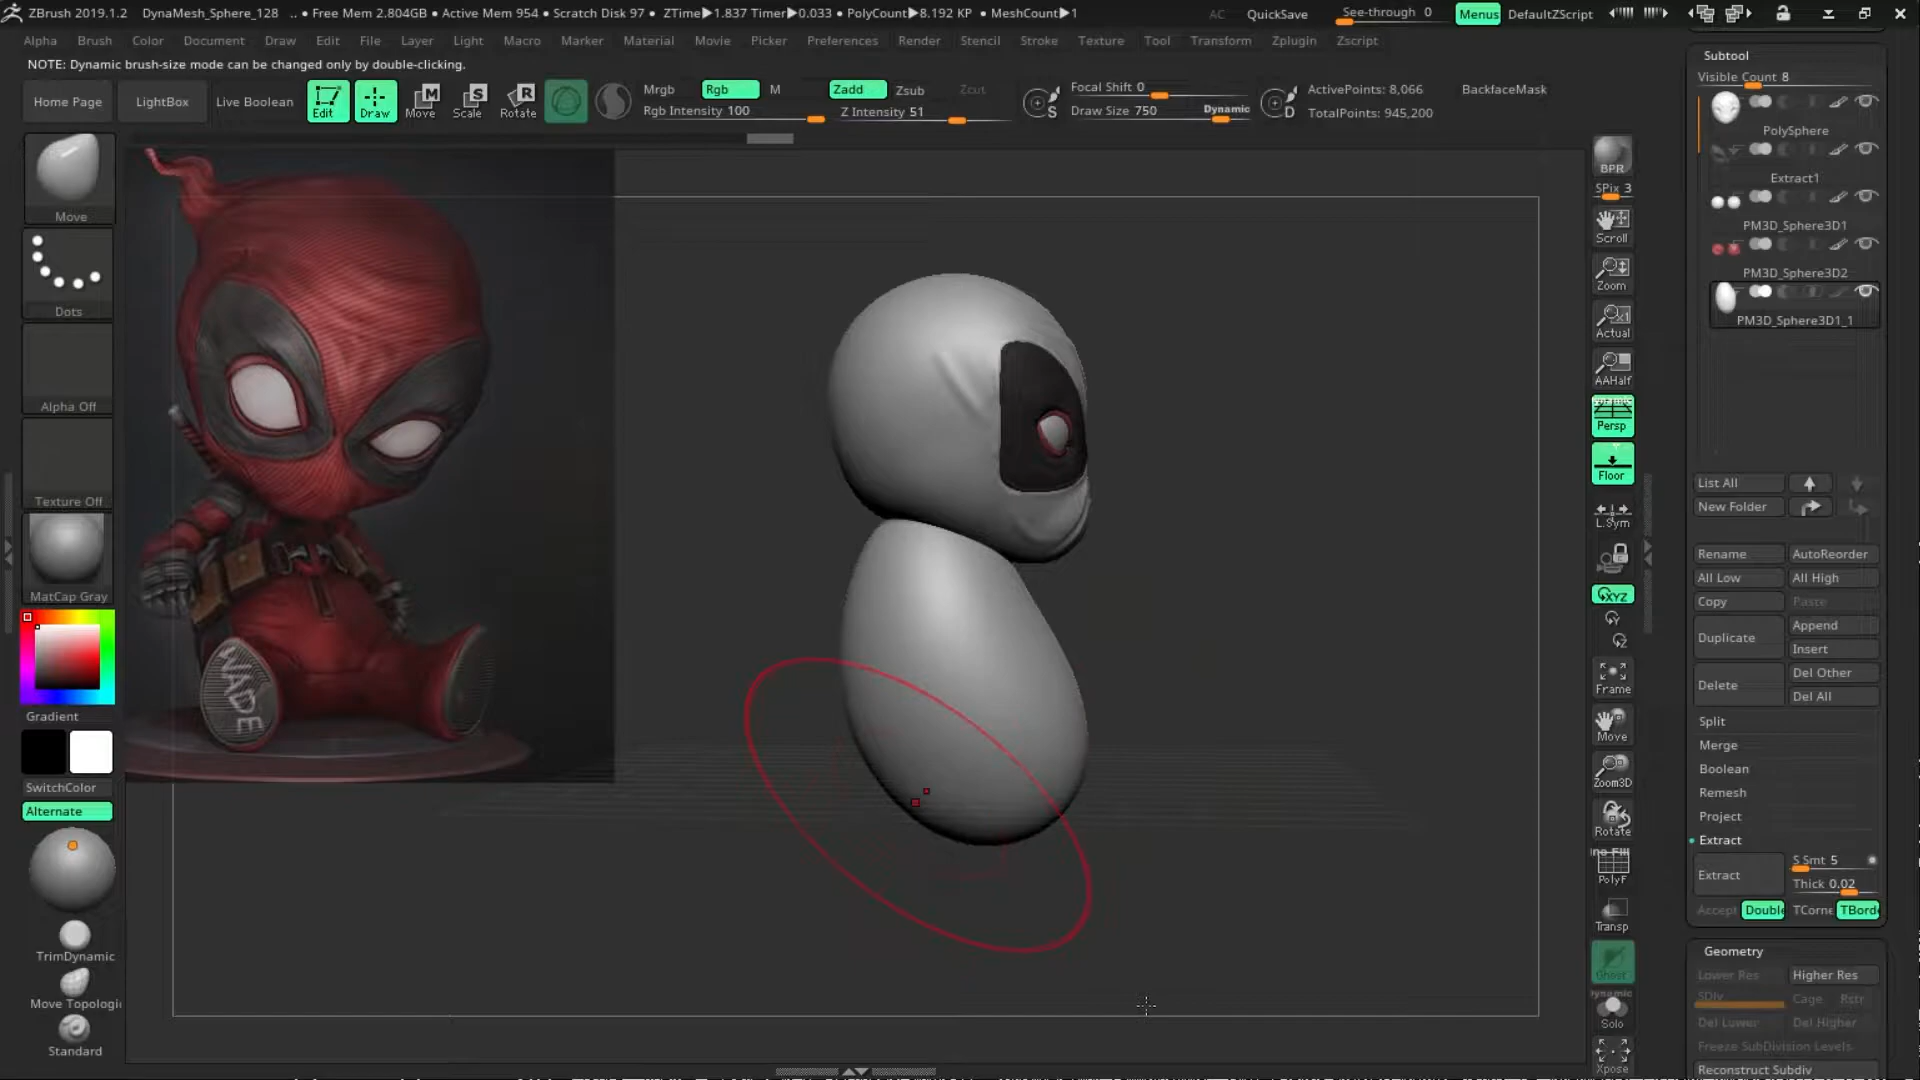 ZBrush 2019.1.2 DynaMesh_Sphere_128 .. • Free Mem 2.804GB • Active Mem 954 • Scratch Disk 97 • ZTime▶1.837 Timer▶0.033 • PolyCount▶8.192 KP • MeshCount▶1 AC QuickSave See-through 0 Menus DefaultZScript
Alpha Brush Color Document Draw Edit File Layer Light Macro Marker Material Movie Picker Preferences Render Stencil Stroke Texture Tool Transform Zplugin Zscript
NOTE: Dynamic brush-size mode can be changed only by double-clicking.
Home Page LightBox Live Boolean Edit Draw Move Scale Rotate
Mrgb Rgb M Zadd Zsub Zcut
Rgb Intensity 100 Z Intensity 51
Focal Shift 0
Draw Size 750 Dynamic
ActivePoints: 8,066 BackfaceMask
TotalPoints: 945,200
Move
Dots
Alpha Off
Texture Off
MatCap Gray
Gradient
SwitchColor
Alternate
TrimDynamic
Move Topologi
Standard
WADE
BPR
SPix 3
Scroll
Zoom
Actual
AAHalf
Persp
Floor
L.Sym
XYZ
Y
Z
Frame
Move
Zoom3D
Rotate
PolyF
Transp
Ghost
Dynamic
Solo
Xpose
Subtool
Visible Count 8
PolySphere
Extract1
PM3D_Sphere3D1
PM3D_Sphere3D2
PM3D_Sphere3D1_1
List All
New Folder
Rename AutoReorder
All Low All High
Copy Paste
Duplicate Append
Insert
Delete Del Other
Del All
Split
Merge
Boolean
Remesh
Project
Extract
Extract S Smt 5
Thick 0.02
Accept Double TCorne TBord
Geometry
Lower Res Higher Res
SDiv Cage Rstr
Del Lower Del Higher
Freeze SubDivision Levels
Reconstruct Subdiv